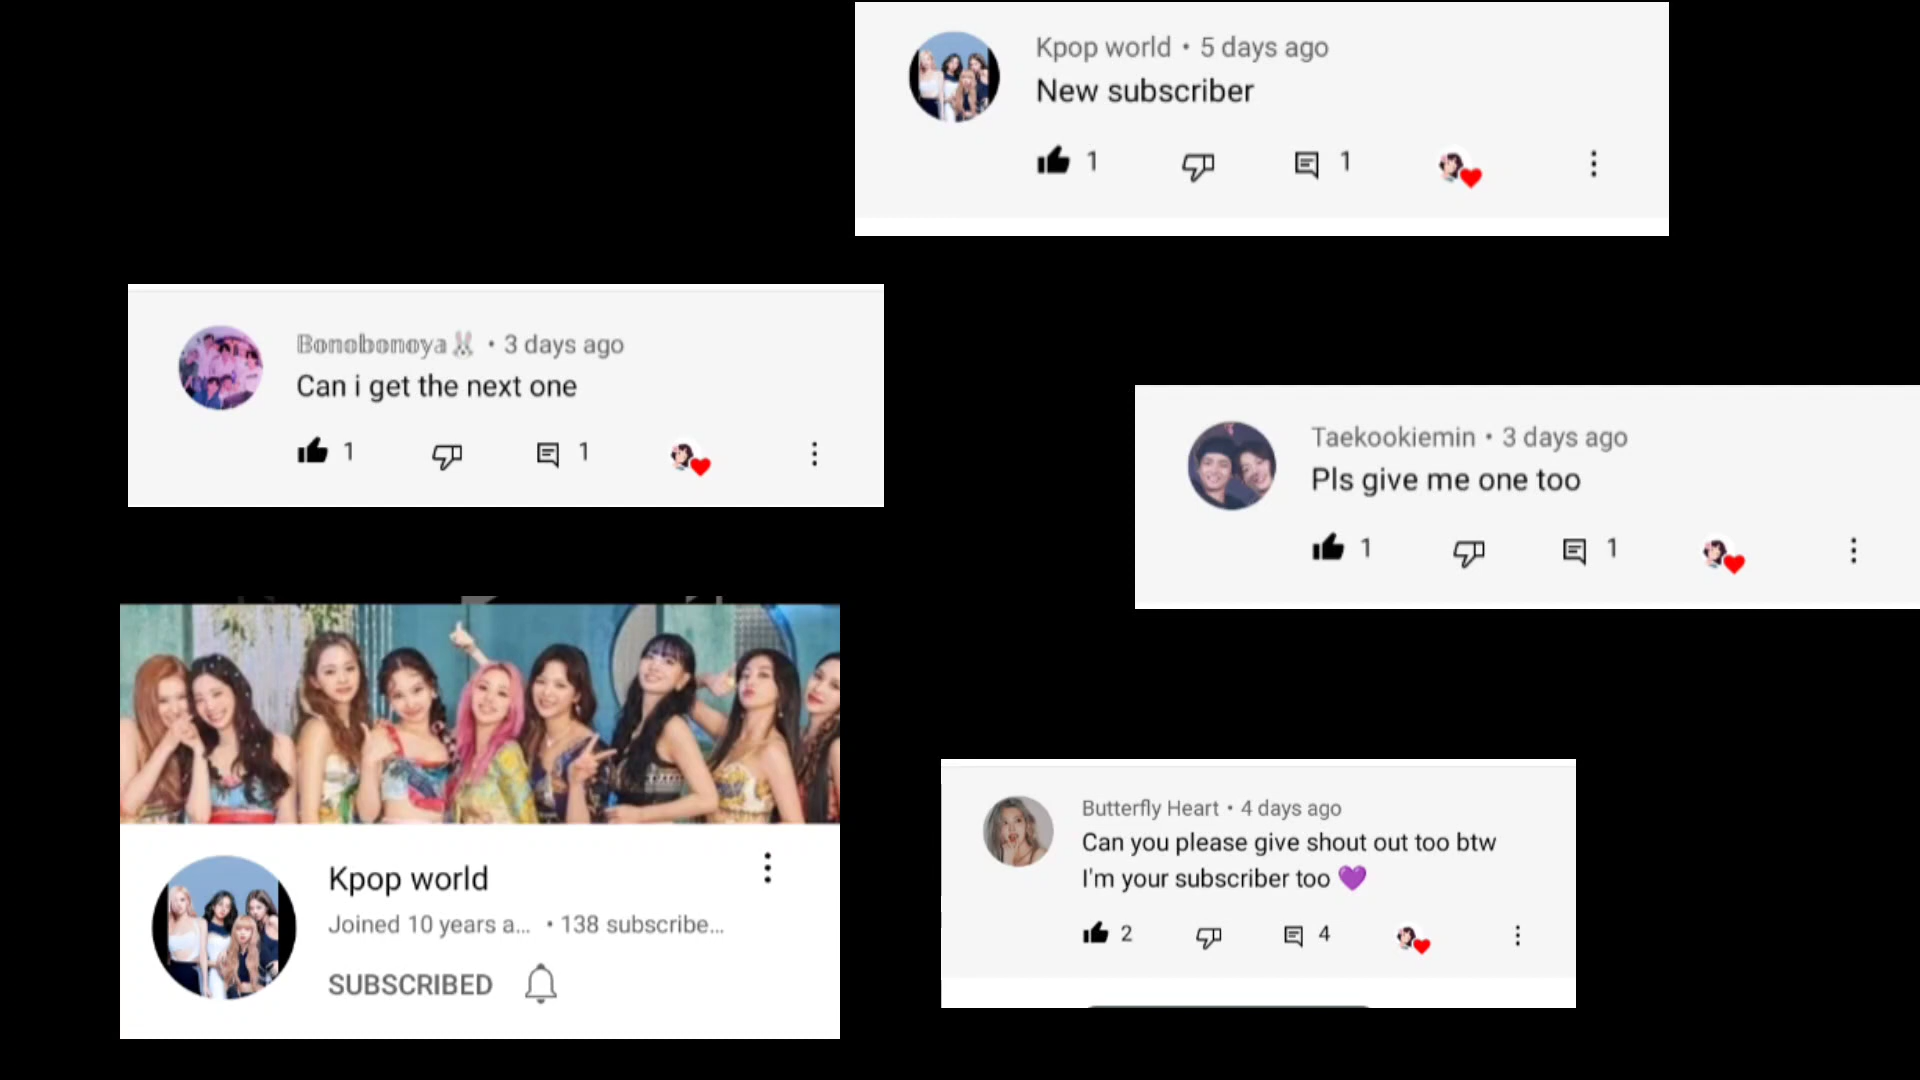 Kpop world • 5 days ago
New subscriber
1 1
𝔹𝕠𝕟𝕠𝕓𝕠𝕟𝕠𝕪𝕒🐰 • 3 days ago
Can i get the next one
1 1
Taekookiemin • 3 days ago
Pls give me one too
1 1
Kpop world
Joined 10 years a... • 138 subscribe...
SUBSCRIBED
Butterfly Heart • 4 days ago
Can you please give shout out too btw
I'm your subscriber too 💜
2 4